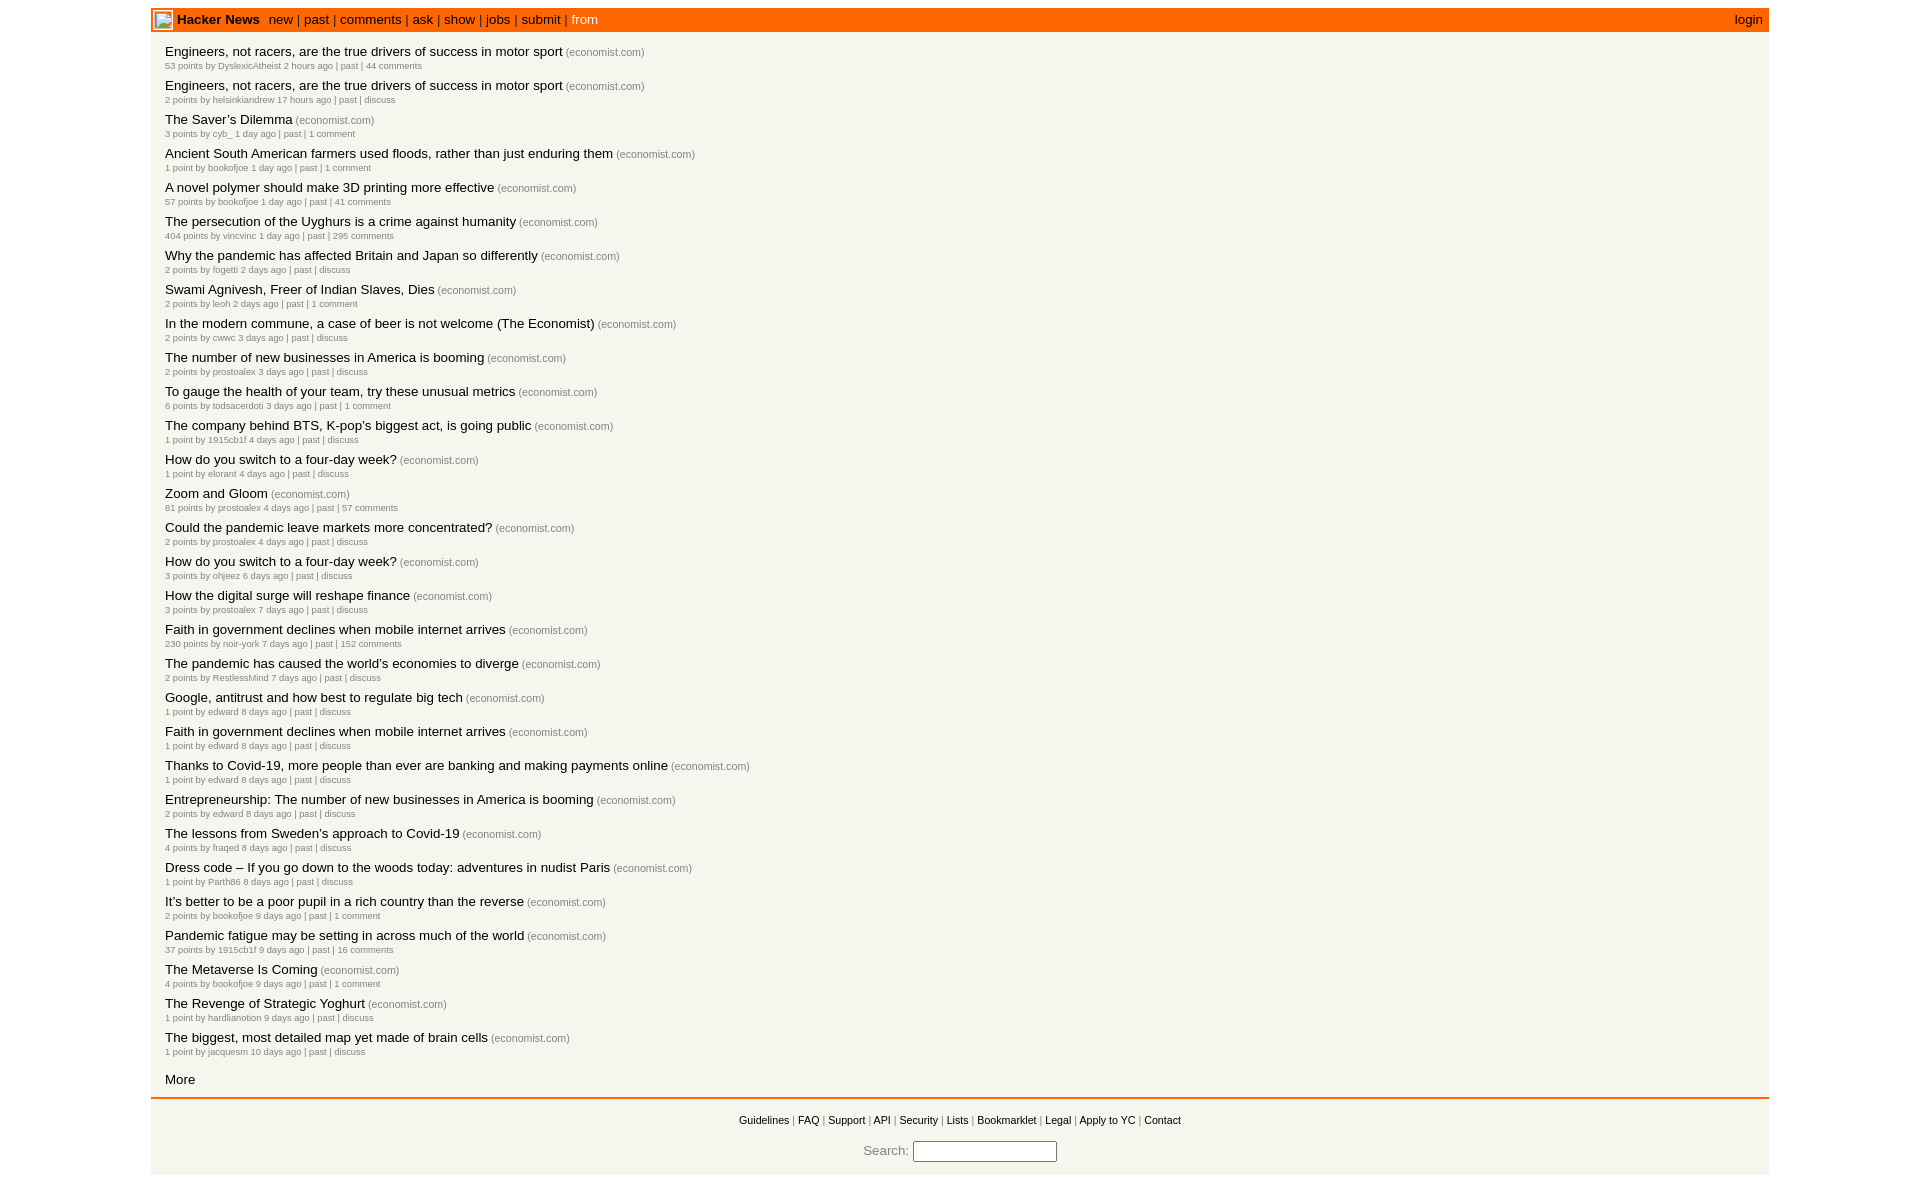 Hacker News new | past | comments | ask | show | jobs | submit | from login
Engineers, not racers, are the true drivers of success in motor sport (economist.com)
53 points by DyslexicAtheist 2 hours ago | past | 44 comments
Engineers, not racers, are the true drivers of success in motor sport (economist.com)
2 points by helsinkiandrew 17 hours ago | past | discuss
The Saver’s Dilemma (economist.com)
3 points by cyb_ 1 day ago | past | 1 comment
Ancient South American farmers used floods, rather than just enduring them (economist.com)
1 point by bookofjoe 1 day ago | past | 1 comment
A novel polymer should make 3D printing more effective (economist.com)
57 points by bookofjoe 1 day ago | past | 41 comments
The persecution of the Uyghurs is a crime against humanity (economist.com)
404 points by vincvinc 1 day ago | past | 295 comments
Why the pandemic has affected Britain and Japan so differently (economist.com)
2 points by fogetti 2 days ago | past | discuss
Swami Agnivesh, Freer of Indian Slaves, Dies (economist.com)
2 points by leoh 2 days ago | past | 1 comment
In the modern commune, a case of beer is not welcome (The Economist) (economist.com)
2 points by cwwc 3 days ago | past | discuss
The number of new businesses in America is booming (economist.com)
2 points by prostoalex 3 days ago | past | discuss
To gauge the health of your team, try these unusual metrics (economist.com)
6 points by todsacerdoti 3 days ago | past | 1 comment
The company behind BTS, K-pop’s biggest act, is going public (economist.com)
1 point by 1915cb1f 4 days ago | past | discuss
How do you switch to a four-day week? (economist.com)
1 point by elorant 4 days ago | past | discuss
Zoom and Gloom (economist.com)
81 points by prostoalex 4 days ago | past | 57 comments
Could the pandemic leave markets more concentrated? (economist.com)
2 points by prostoalex 4 days ago | past | discuss
How do you switch to a four-day week? (economist.com)
3 points by ohjeez 6 days ago | past | discuss
How the digital surge will reshape finance (economist.com)
3 points by prostoalex 7 days ago | past | discuss
Faith in government declines when mobile internet arrives (economist.com)
230 points by noir-york 7 days ago | past | 152 comments
The pandemic has caused the world’s economies to diverge (economist.com)
2 points by RestlessMind 7 days ago | past | discuss
Google, antitrust and how best to regulate big tech (economist.com)
1 point by edward 8 days ago | past | discuss
Faith in government declines when mobile internet arrives (economist.com)
1 point by edward 8 days ago | past | discuss
Thanks to Covid-19, more people than ever are banking and making payments online (economist.com)
1 point by edward 8 days ago | past | discuss
Entrepreneurship: The number of new businesses in America is booming (economist.com)
2 points by edward 8 days ago | past | discuss
The lessons from Sweden’s approach to Covid-19 (economist.com)
4 points by fraqed 8 days ago | past | discuss
Dress code – If you go down to the woods today: adventures in nudist Paris (economist.com)
1 point by Parth86 8 days ago | past | discuss
It’s better to be a poor pupil in a rich country than the reverse (economist.com)
2 points by bookofjoe 9 days ago | past | 1 comment
Pandemic fatigue may be setting in across much of the world (economist.com)
37 points by 1915cb1f 9 days ago | past | 16 comments
The Metaverse Is Coming (economist.com)
4 points by bookofjoe 9 days ago | past | 1 comment
The Revenge of Strategic Yoghurt (economist.com)
1 point by hardlianotion 9 days ago | past | discuss
The biggest, most detailed map yet made of brain cells (economist.com)
1 point by jacquesm 10 days ago | past | discuss
More
Guidelines | FAQ | Support | API | Security | Lists | Bookmarklet | Legal | Apply to YC | Contact
Search: